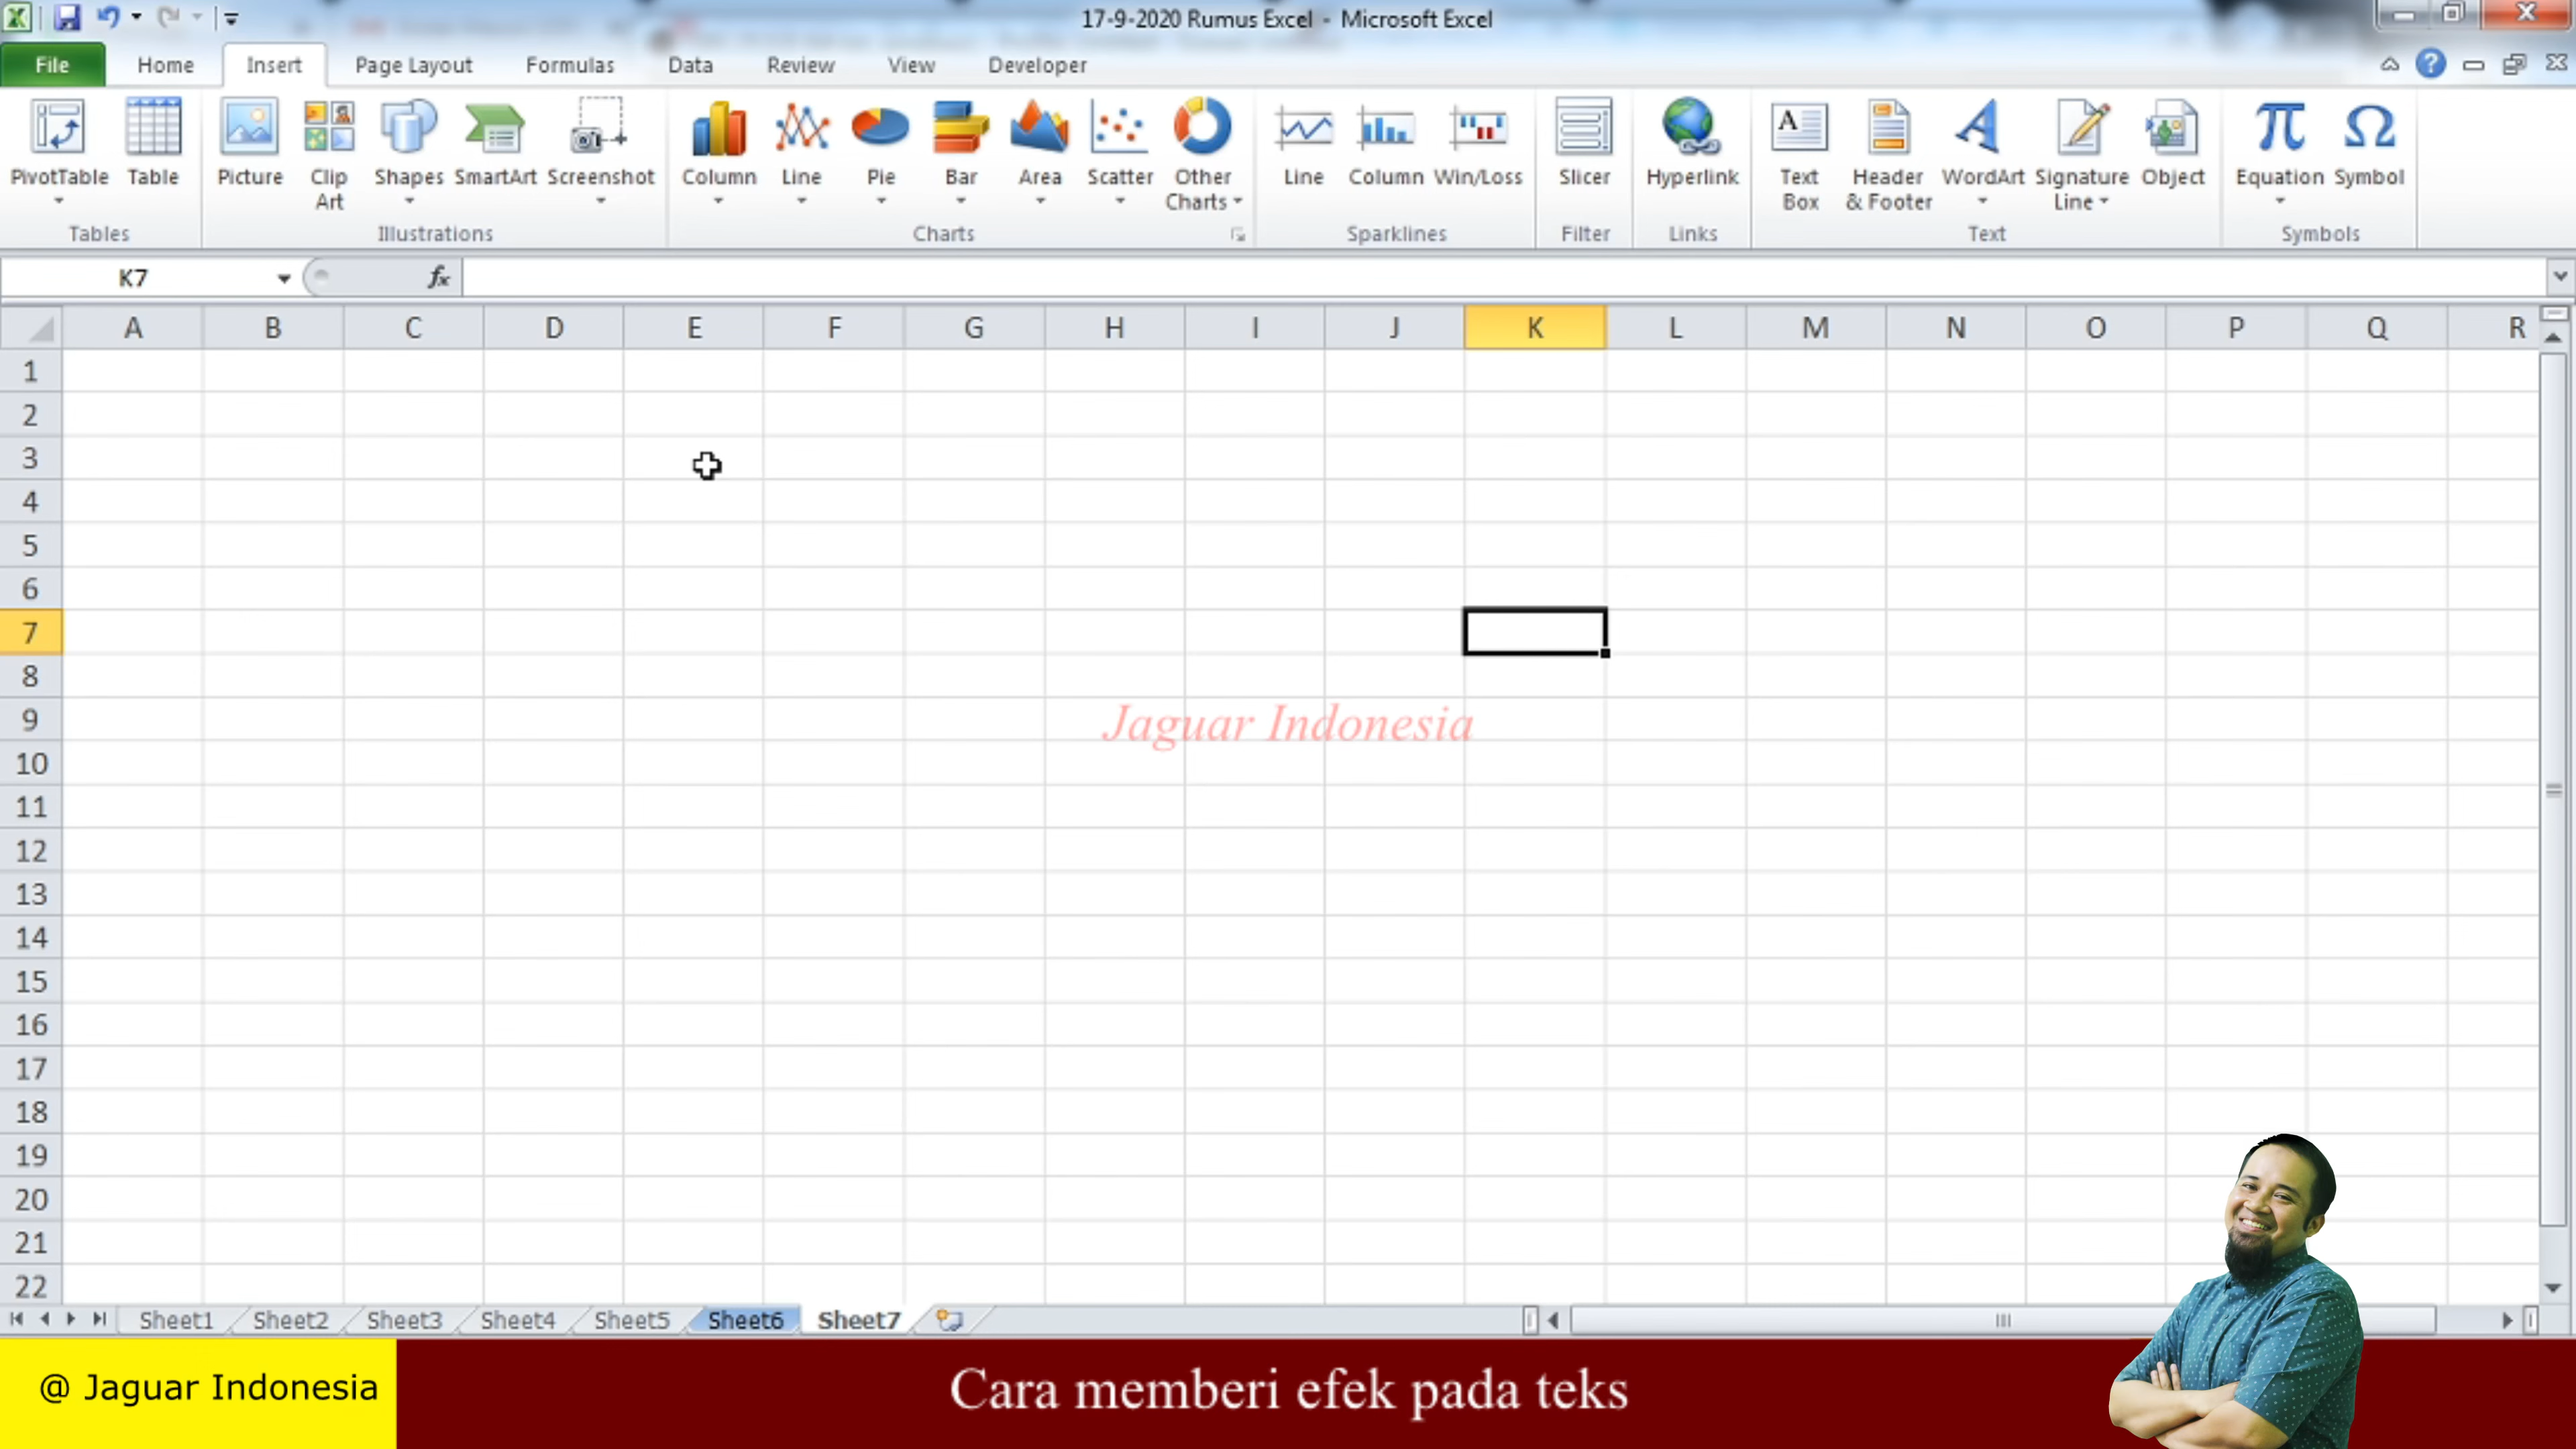 17-9-2020 Rumus Excel - Microsoft Excel
File Home Insert Page Layout Formulas Data Review View Developer
PivotTable Table Picture Clip Art Shapes SmartArt Screenshot Column Line Pie Bar Area Scatter Other Charts Line Column Win/Loss Slicer Hyperlink Text Box Header & Footer WordArt Signature Line Object Equation Symbol
Tables Illustrations Charts Sparklines Filter Links Text Symbols
K7 fx
A B C D E F G H I J K L M N O P Q R
1
2
3
4
5
6
7
8
9
Jaguar Indonesia
10
11
12
13
14
15
16
17
18
19
20
21
22
Sheet1 Sheet2 Sheet3 Sheet4 Sheet5 Sheet6 Sheet7
@ Jaguar Indonesia
Cara memberi efek pada teks